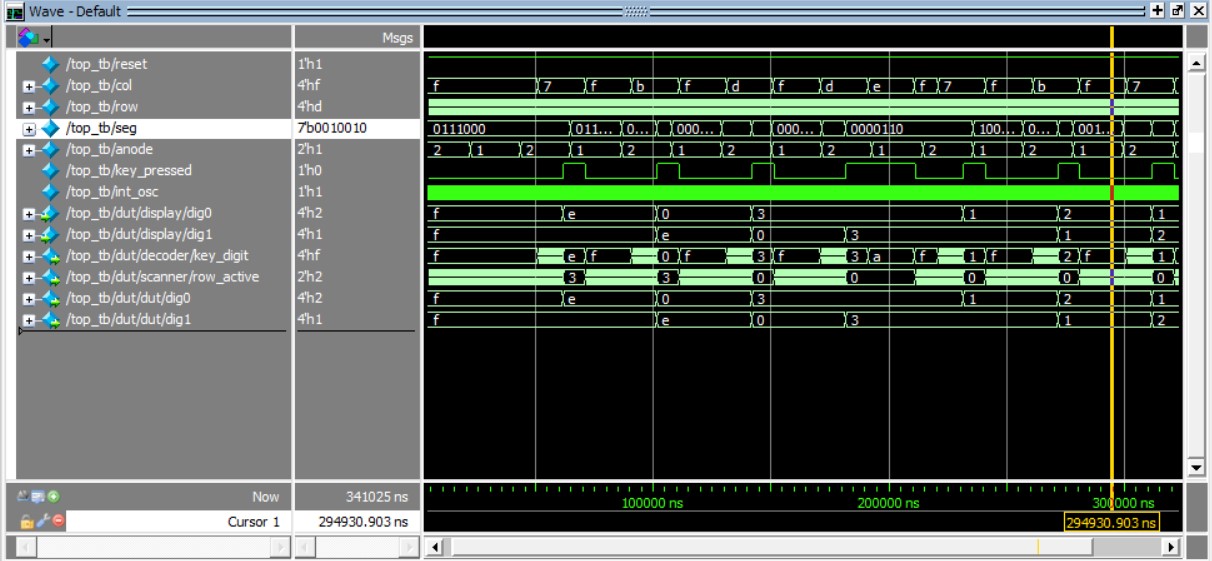 Wave - Default
Msgs
/top_tb/reset 1'h1
/top_tb/col 4'hf f 7 f b f d f d e f 7 f b f 7
/top_tb/row 4'hd
/top_tb/seg 7'b0010010 0111000 011... 0... 000... 000... 0000110 100... 0... 001...
/top_tb/anode 2'h1 2 1 2 1 2 1 2 1 2 1 2 1 2 1 2 1
/top_tb/key_pressed 1'h0
/top_tb/int_osc 1'h1
/top_tb/dut/display/dig0 4'h2 f e 0 3 1 2 1
/top_tb/dut/display/dig1 4'h1 f e 0 3 1 2
/top_tb/dut/decoder/key_digit 4'hf f e f 0 f 3 f 3 a f 1 f 2 f 1
/top_tb/dut/scanner/row_active 2'h2 3 3 0 0 0 0 0
/top_tb/dut/dut/dig0 4'h2 f e 0 3 1 2 1
/top_tb/dut/dut/dig1 4'h1 f e 0 3 1 2
Now 341025 ns 100000 ns 200000 ns 300000 ns
Cursor 1 294930.903 ns 294930.903 ns